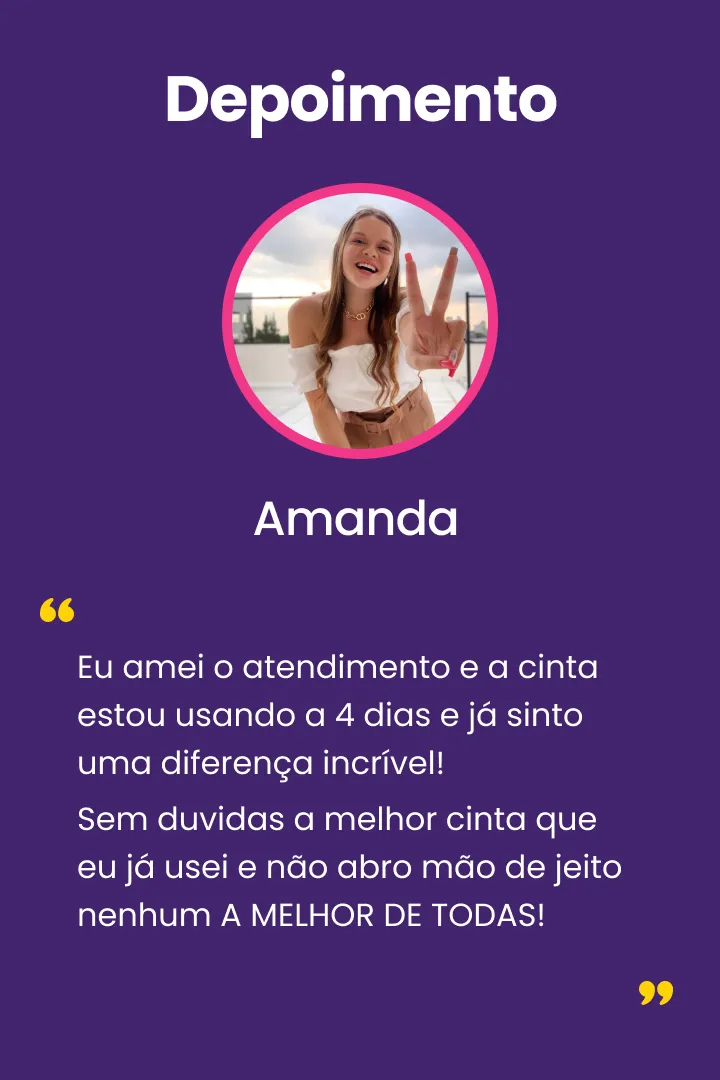 Depoimento
Amanda
“
Eu amei o atendimento e a cinta
estou usando a 4 dias e já sinto
uma diferença incrível!
Sem duvidas a melhor cinta que
eu já usei e não abro mão de jeito
nenhum A MELHOR DE TODAS!
”